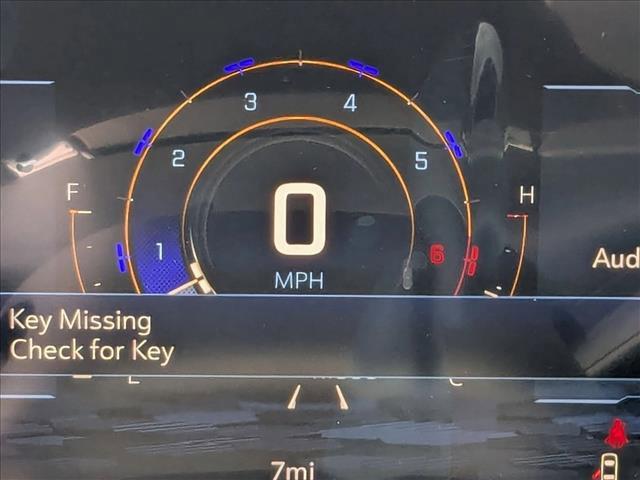 3 4
2 5
F H
1 0 6
MPH
Aud
Key Missing
Check for Key
E C
7mi